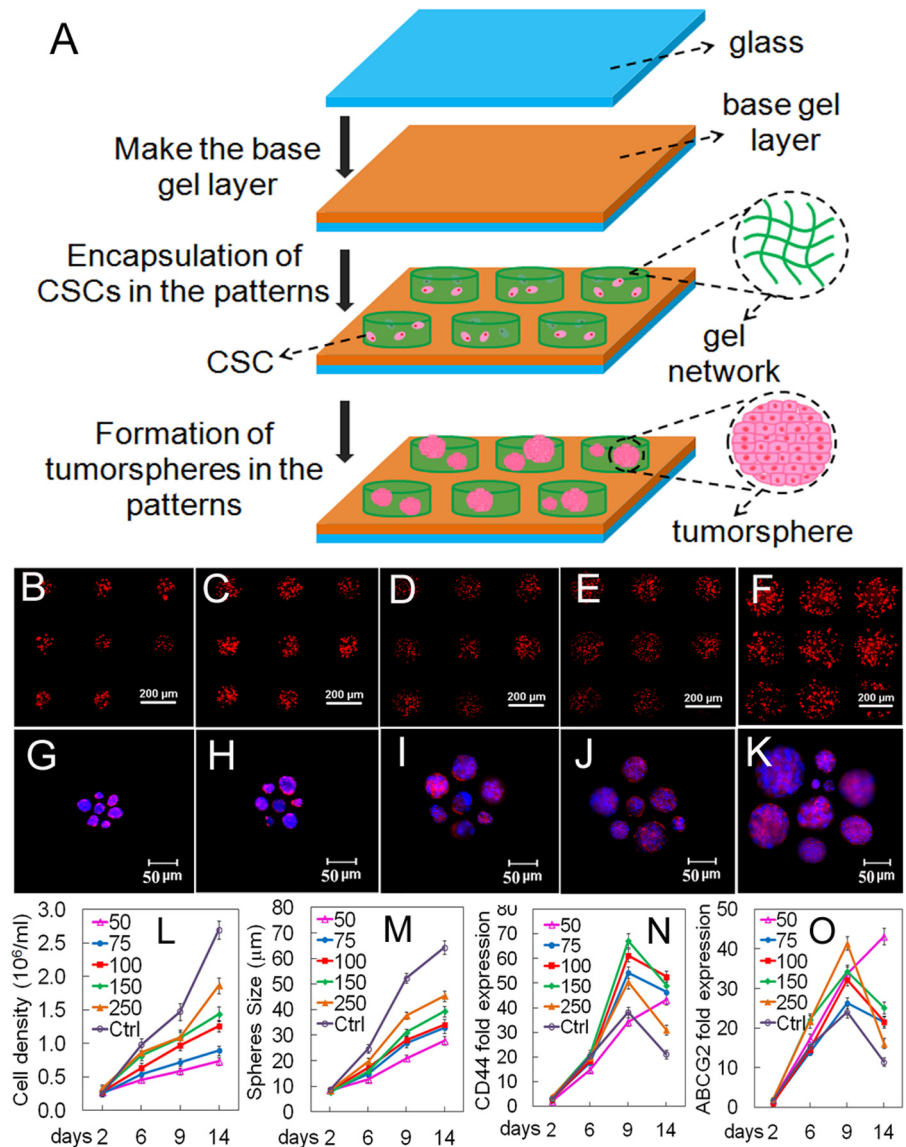 A
glass
base gel
layer
Make the base
gel layer
Encapsulation of
CSCs in the patterns
CSC
gel
network
Formation of
tumorspheres in the
patterns
tumorsphere
B
C
D
E
F
200 µm
200 µm
200 µm
200 µm
200 µm
G
H
I
J
K
50 µm
50 µm
50 µm
50 µm
50 µm
L
Cell density (10⁶/ml)
3.0
2.5
2.0
1.5
1.0
0.5
0.0
50
75
100
150
250
Ctrl
days 2 6 9 14
M
Spheres Size (µm)
80
70
60
50
40
30
20
10
0
50
75
100
150
250
Ctrl
days 2 6 9 14
N
CD44 fold expression
80
70
60
50
40
30
20
10
0
50
75
100
150
250
Ctrl
days 2 6 9 14
O
ABCG2 fold expression
50
40
30
20
10
0
50
75
100
150
250
Ctrl
days 2 6 9 14